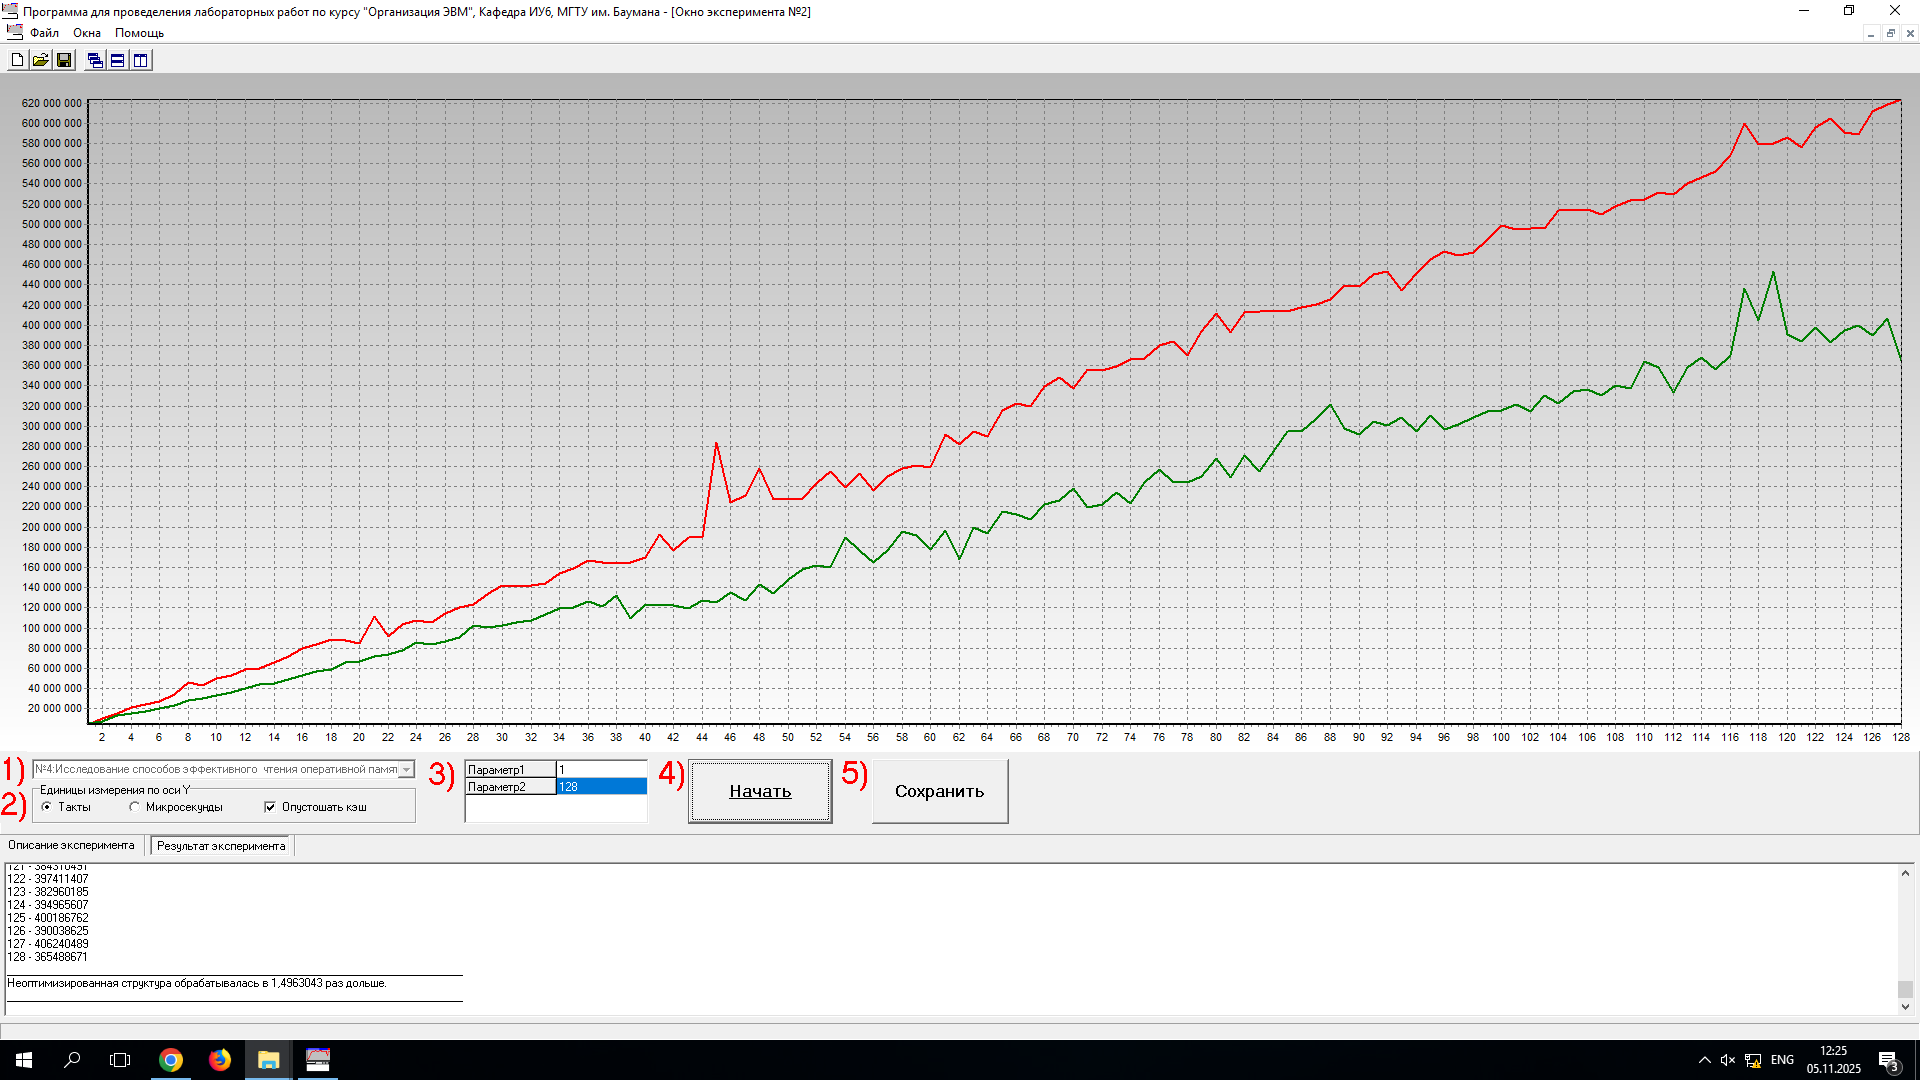 Программа для проведеления лабораторных работ по курсу "Организация ЭВМ", Кафедра ИУ6, МГТУ им. Баумана - [Окно эксперимента №2]
Файл Окна Помощь
620 000 000
600 000 000
580 000 000
560 000 000
540 000 000
520 000 000
500 000 000
480 000 000
460 000 000
440 000 000
420 000 000
400 000 000
380 000 000
360 000 000
340 000 000
320 000 000
300 000 000
280 000 000
260 000 000
240 000 000
220 000 000
200 000 000
180 000 000
160 000 000
140 000 000
120 000 000
100 000 000
80 000 000
60 000 000
40 000 000
20 000 000
2 4 6 8 10 12 14 16 18 20 22 24 26 28 30 32 34 36 38 40 42 44 46 48 50 52 54 56 58 60 62 64 66 68 70 72 74 76 78 80 82 84 86 88 90 92 94 96 98 100 102 104 106 108 110 112 114 116 118 120 122 124 126 128
1) №4:Исследование способов эффективного чтения оперативной памят
2) Единицы измерения по оси Y
Такты Микросекунды Опустошать кэш
3) Параметр1 1
Параметр2 128
4) Начать
5) Сохранить
Описание эксперимента Результат эксперимента
121 - 384310491
122 - 397411407
123 - 382960185
124 - 394965607
125 - 400186762
126 - 390038625
127 - 406240489
128 - 365488671
Неоптимизированная структура обрабатывалась в 1,4963043 раз дольше.
ENG
12:25
05.11.2025
3